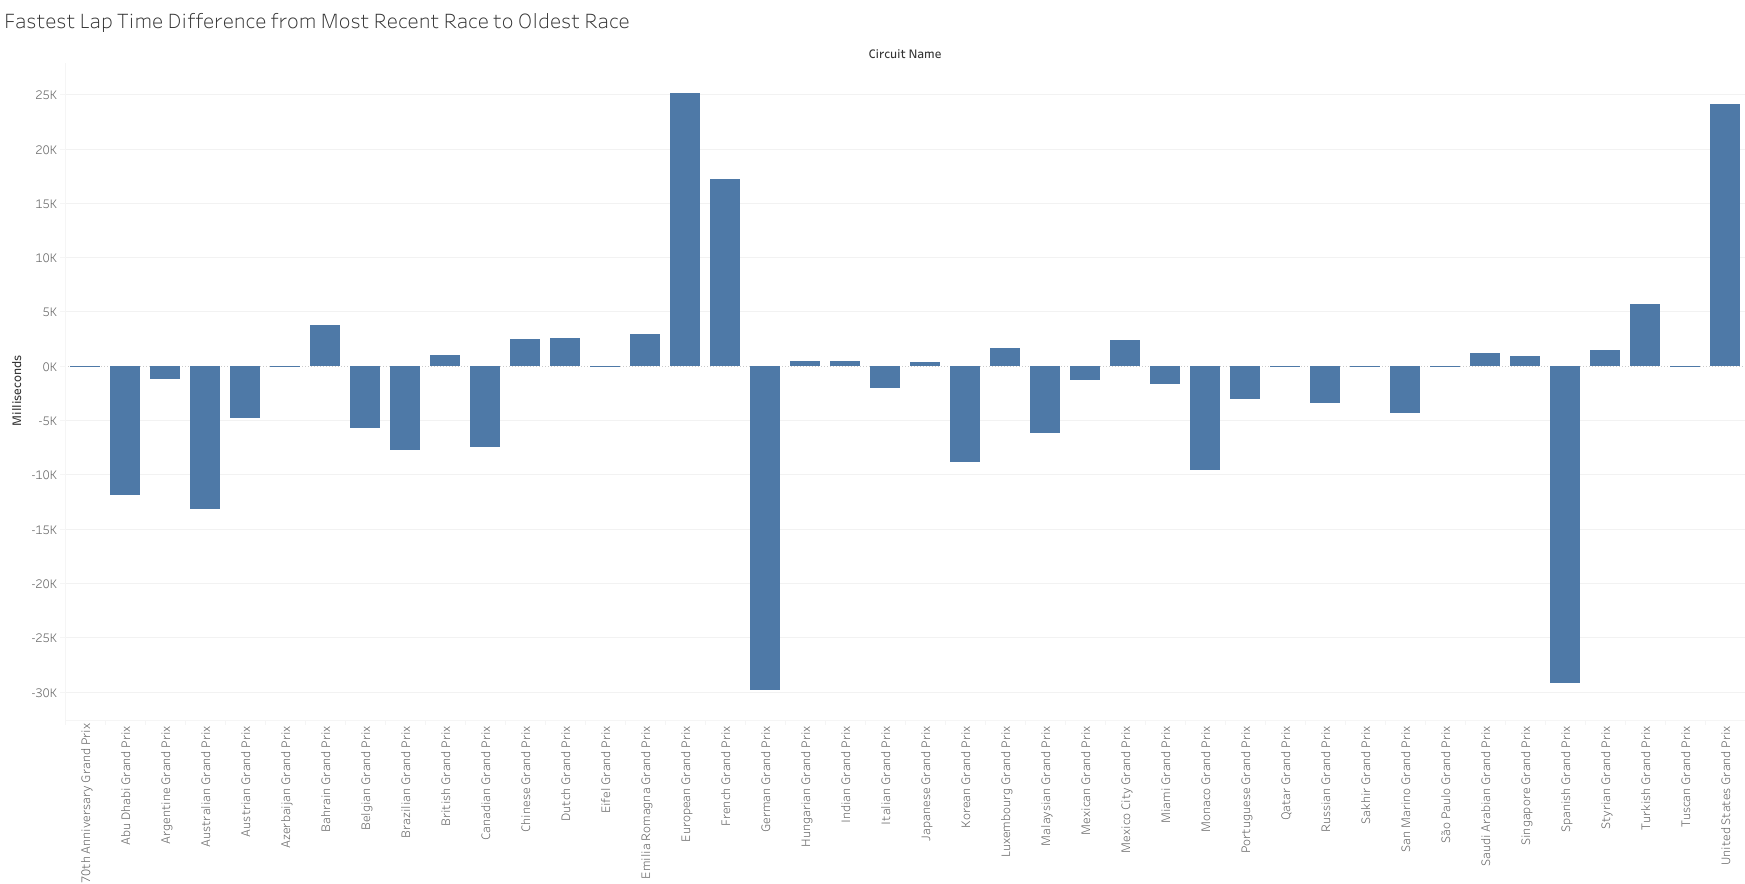 Fastest Lap Time Difference from Most Recent Race to Oldest Race
Circuit Name
Milliseconds
25K
20K
15K
10K
5K
0K
-5K
-10K
-15K
-20K
-25K
-30K
70th Anniversary Grand Prix
Abu Dhabi Grand Prix
Argentine Grand Prix
Australian Grand Prix
Austrian Grand Prix
Azerbaijan Grand Prix
Bahrain Grand Prix
Belgian Grand Prix
Brazilian Grand Prix
British Grand Prix
Canadian Grand Prix
Chinese Grand Prix
Dutch Grand Prix
Eifel Grand Prix
Emilia Romagna Grand Prix
European Grand Prix
French Grand Prix
German Grand Prix
Hungarian Grand Prix
Indian Grand Prix
Italian Grand Prix
Japanese Grand Prix
Korean Grand Prix
Luxembourg Grand Prix
Malaysian Grand Prix
Mexican Grand Prix
Mexico City Grand Prix
Miami Grand Prix
Monaco Grand Prix
Portuguese Grand Prix
Qatar Grand Prix
Russian Grand Prix
Sakhir Grand Prix
San Marino Grand Prix
São Paulo Grand Prix
Saudi Arabian Grand Prix
Singapore Grand Prix
Spanish Grand Prix
Styrian Grand Prix
Turkish Grand Prix
Tuscan Grand Prix
United States Grand Prix